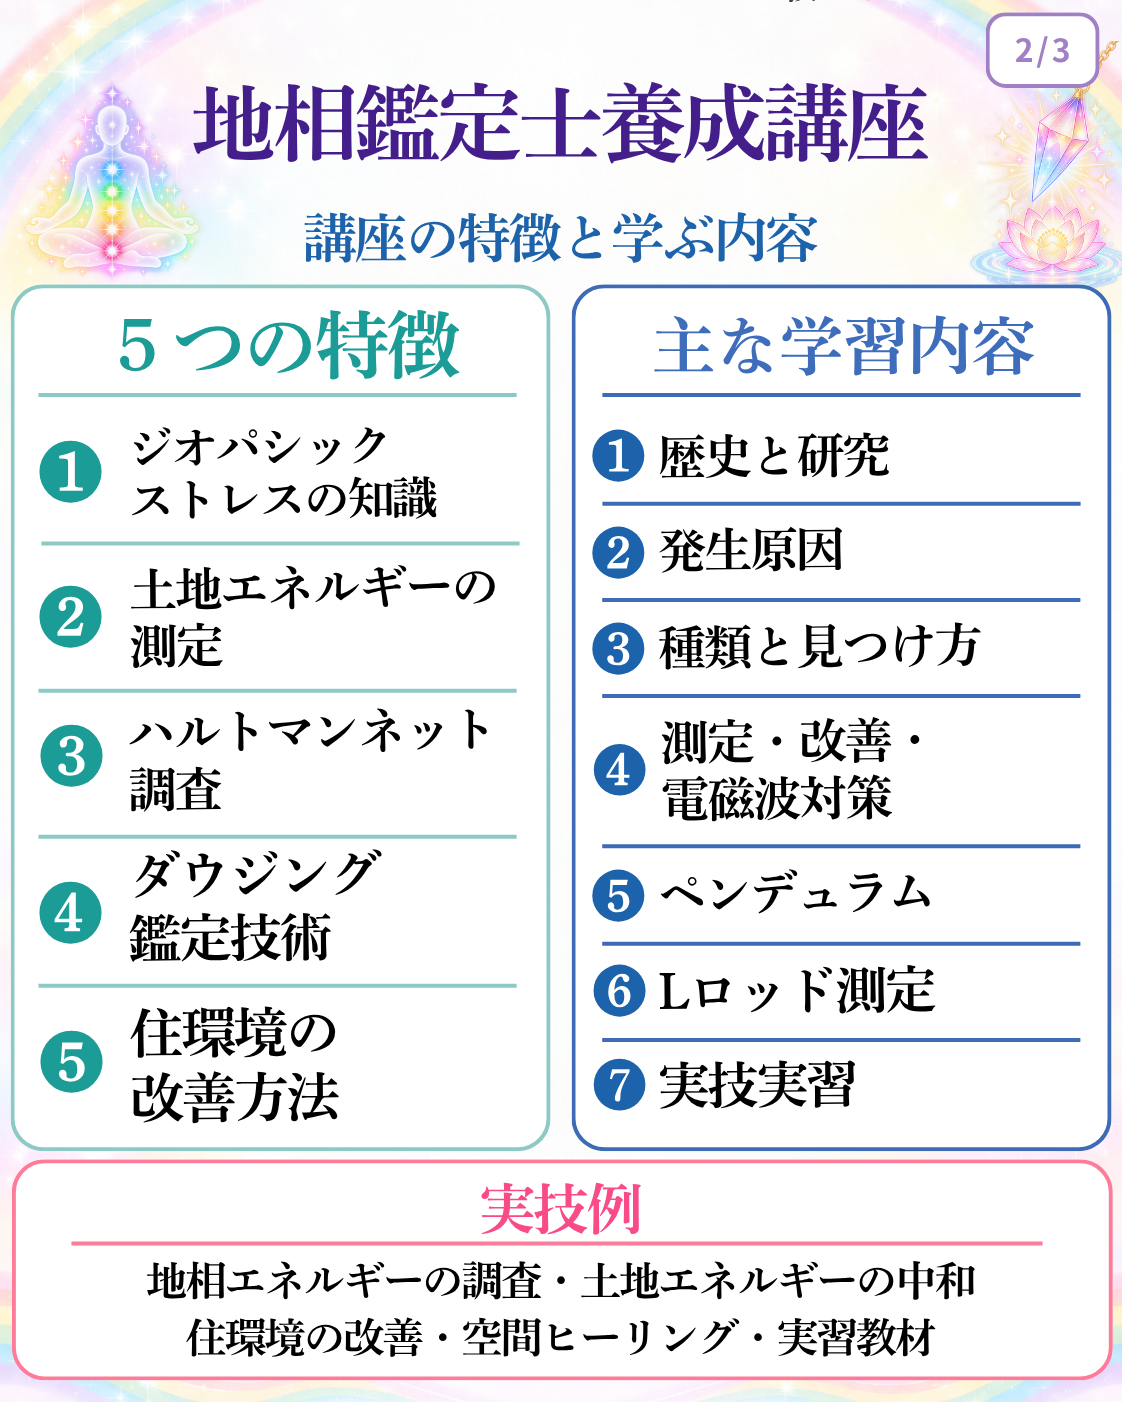 2/3
地相鑑定士養成講座
講座の特徴と学ぶ内容
5つの特徴
1 ジオパシック
ストレスの知識
2 土地エネルギーの
測定
3 ハルトマンネット
調査
4 ダウジング
鑑定技術
5 住環境の
改善方法
主な学習内容
1 歴史と研究
2 発生原因
3 種類と見つけ方
4 測定・改善・
電磁波対策
5 ペンデュラム
6 Lロッド測定
7 実技実習
実技例
地相エネルギーの調査・土地エネルギーの中和
住環境の改善・空間ヒーリング・実習教材